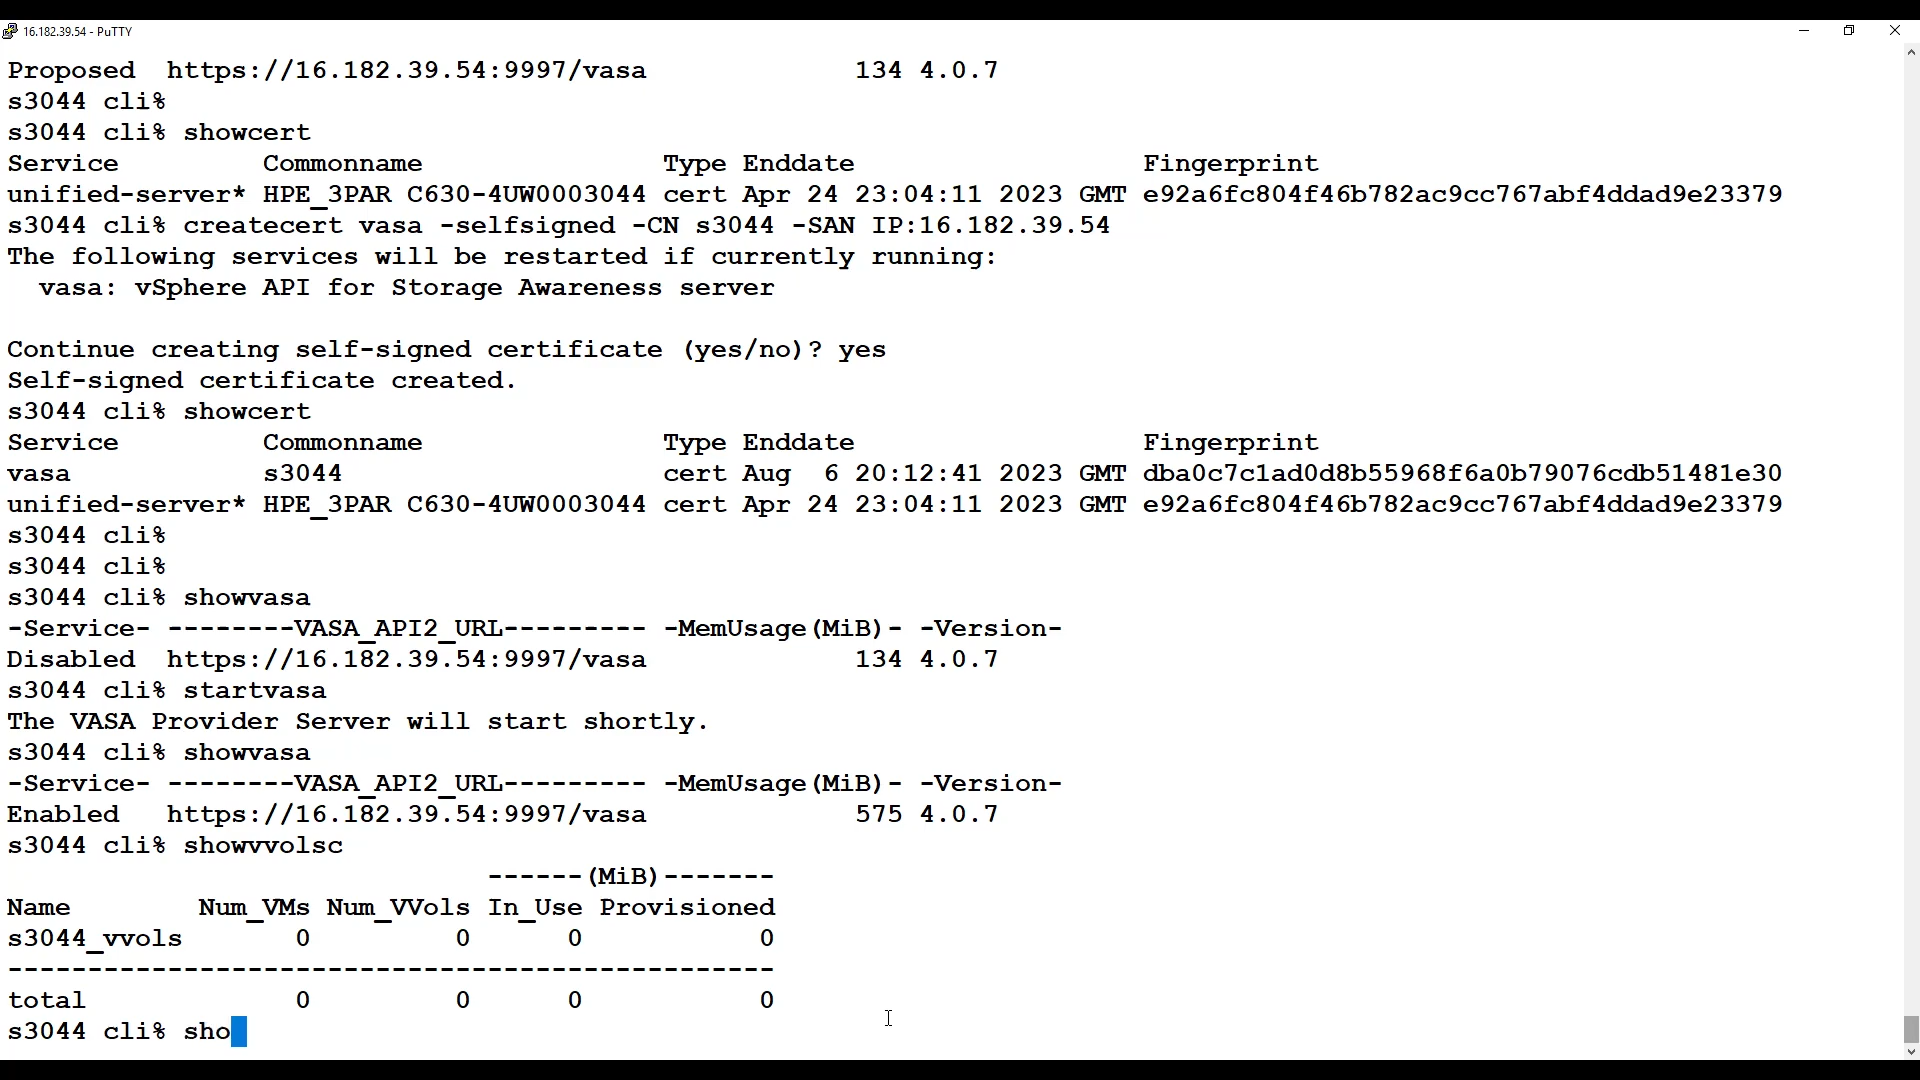 16.182.39.54 - PuTTY
Proposed  https://16.182.39.54:9997/vasa             134 4.0.7
s3044 cli%
s3044 cli% showcert
Service         Commonname               Type Enddate                  Fingerprint
unified-server* HPE_3PAR C630-4UW0003044 cert Apr 24 23:04:11 2023 GMT e92a6fc804f46b782ac9cc767abf4ddad9e23379
s3044 cli% createcert vasa -selfsigned -CN s3044 -SAN IP:16.182.39.54
The following services will be restarted if currently running:
  vasa: vSphere API for Storage Awareness server
Continue creating self-signed certificate (yes/no)? yes
Self-signed certificate created.
s3044 cli% showcert
Service         Commonname               Type Enddate                  Fingerprint
vasa            s3044                    cert Aug  6 20:12:41 2023 GMT dba0c7c1ad0d8b55968f6a0b79076cdb51481e30
unified-server* HPE_3PAR C630-4UW0003044 cert Apr 24 23:04:11 2023 GMT e92a6fc804f46b782ac9cc767abf4ddad9e23379
s3044 cli%
s3044 cli%
s3044 cli% showvasa
-Service- --------VASA_API2_URL--------- -MemUsage(MiB)- -Version-
Disabled  https://16.182.39.54:9997/vasa             134 4.0.7
s3044 cli% startvasa
The VASA Provider Server will start shortly.
s3044 cli% showvasa
-Service- --------VASA_API2_URL--------- -MemUsage(MiB)- -Version-
Enabled   https://16.182.39.54:9997/vasa             575 4.0.7
s3044 cli% showvvolsc
                              ------(MiB)-------
Name        Num_VMs Num_VVols In_Use Provisioned
s3044_vvols       0         0      0           0
------------------------------------------------
total             0         0      0           0
s3044 cli% sho